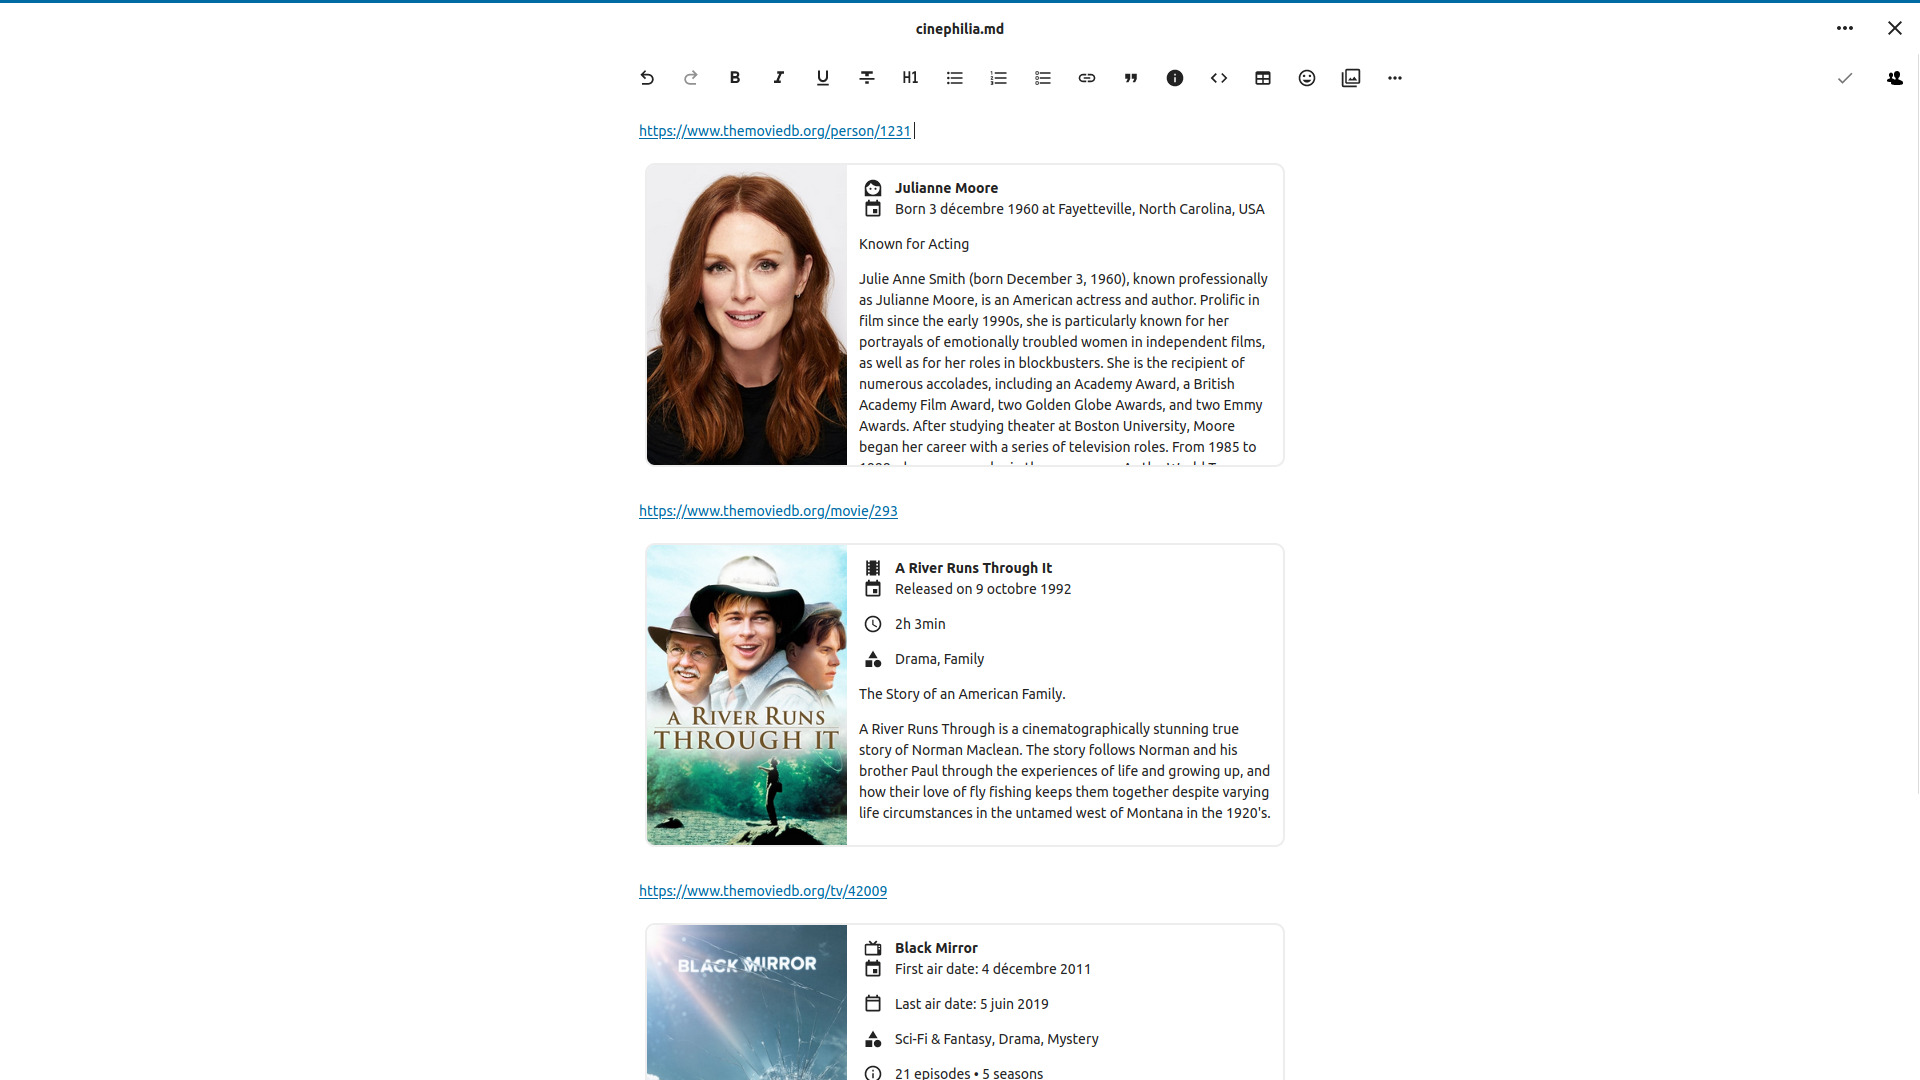 cinephilia.md
B I U H1
https://www.themoviedb.org/person/1231
Julianne Moore
Born 3 décembre 1960 at Fayetteville, North Carolina, USA
Known for Acting
Julie Anne Smith (born December 3, 1960), known professionally
as Julianne Moore, is an American actress and author. Prolific in
film since the early 1990s, she is particularly known for her
portrayals of emotionally troubled women in independent films,
as well as for her roles in blockbusters. She is the recipient of
numerous accolades, including an Academy Award, a British
Academy Film Award, two Golden Globe Awards, and two Emmy
Awards. After studying theater at Boston University, Moore
began her career with a series of television roles. From 1985 to
https://www.themoviedb.org/movie/293
A River Runs Through It
Released on 9 octobre 1992
2h 3min
Drama, Family
The Story of an American Family.
A RIVER RUNS
THROUGH IT
A River Runs Through is a cinematographically stunning true
story of Norman Maclean. The story follows Norman and his
brother Paul through the experiences of life and growing up, and
how their love of fly fishing keeps them together despite varying
life circumstances in the untamed west of Montana in the 1920's.
https://www.themoviedb.org/tv/42009
BLACK MIRROR
Black Mirror
First air date: 4 décembre 2011
Last air date: 5 juin 2019
Sci-Fi & Fantasy, Drama, Mystery
21 episodes • 5 seasons